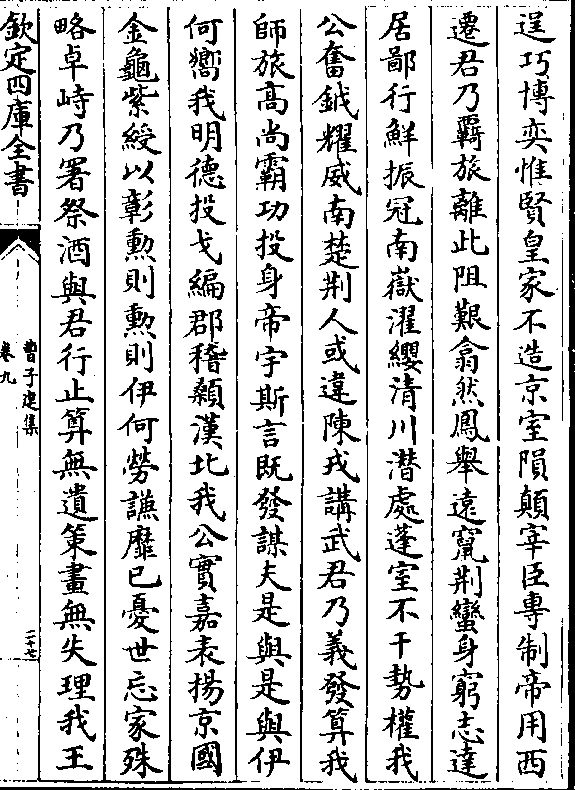 逞巧博奕惟賢皇家不造京室隕顛宰臣專制帝用西
遷君乃羇旅離此阻艱翕然鳳舉遠竄荆蠻身窮志達
居鄙行鮮振冠南嶽濯纓清川潛處蓬室不干勢權我
公奮鉞耀威南楚荆人或違陳戎講武君乃義發算我
師旅高尚霸功投身帝宇斯言既發謀夫是與是與伊
何嚮我明德投戈編郡稽顙漢北我公實嘉表揚京國
金龜紫綬以彰勲則勲則伊何勞謙靡已憂世忘家殊
略卓峙乃署祭酒與君行止算無遺策畫無失理我王
欽定四庫全書
曹子建集
卷九
二十七